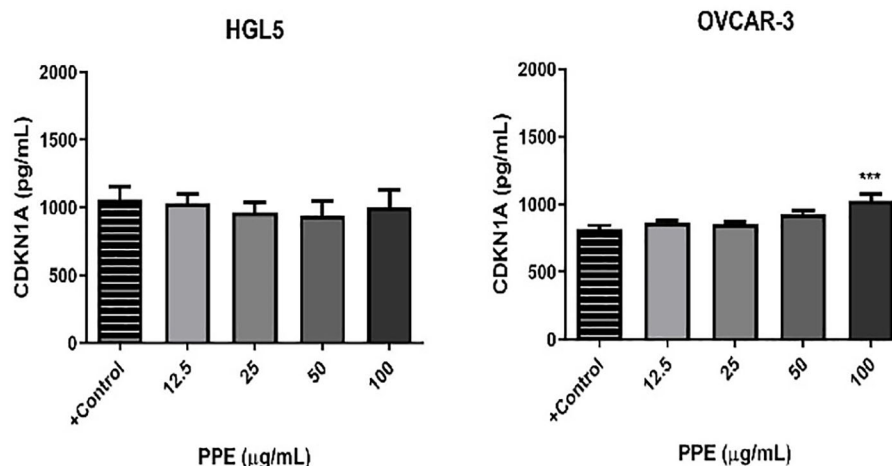 HGL5
CDKN1A (pg/mL)
2000
1500
1000
500
0
+Control
12.5
25
50
100
PPE (µg/mL)
OVCAR-3
CDKN1A (pg/mL)
2000
1500
1000
500
0
***
+Control
12.5
25
50
100
PPE (µg/mL)